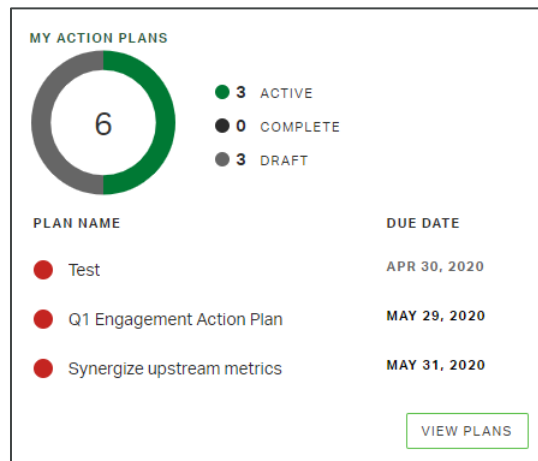 MY ACTION PLANS
6
3 ACTIVE
0 COMPLETE
3 DRAFT
PLAN NAME DUE DATE
Test APR 30, 2020
Q1 Engagement Action Plan MAY 29, 2020
Synergize upstream metrics MAY 31, 2020
VIEW PLANS